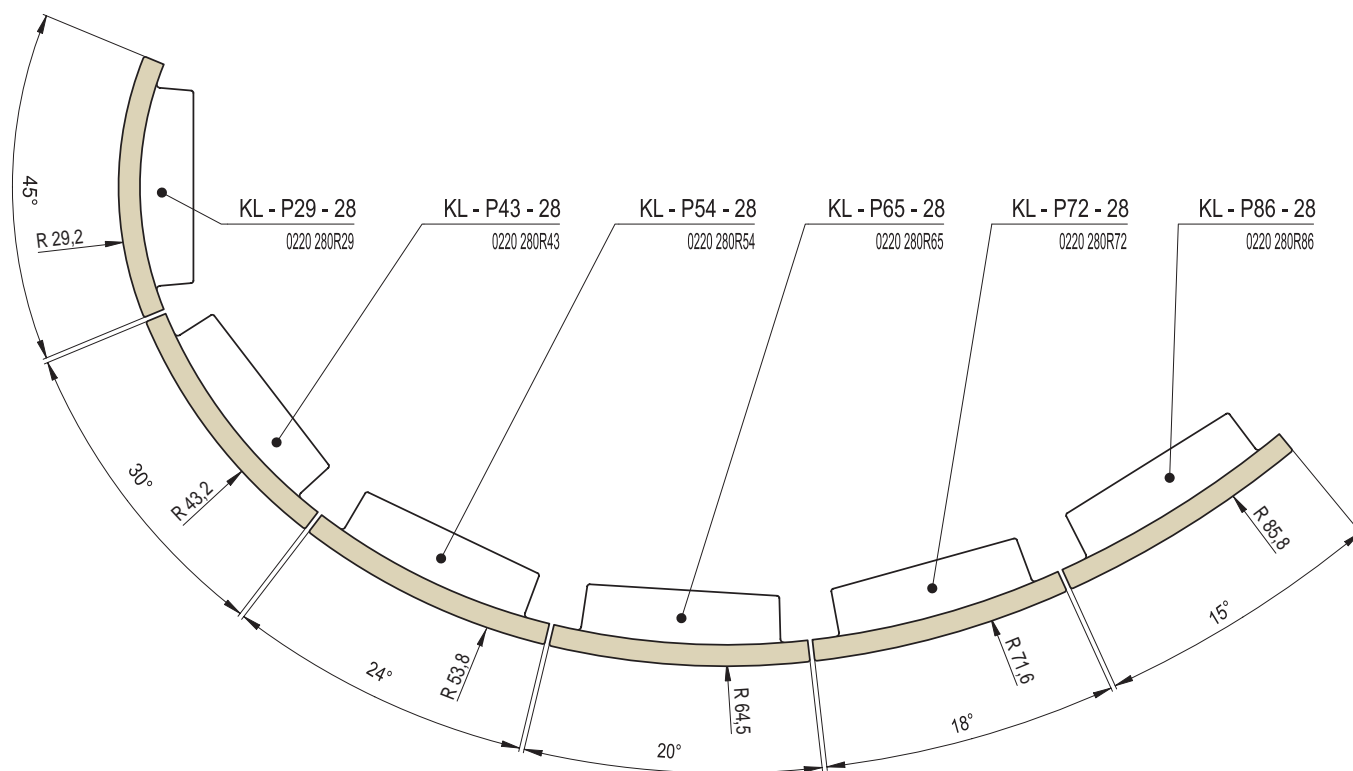 KL - P29 - 28
0220 280R29
KL - P43 - 28
0220 280R43
KL - P54 - 28
0220 280R54
KL - P65 - 28
0220 280R65
KL - P72 - 28
0220 280R72
KL - P86 - 28
0220 280R86
45°
R 29,2
30°
R 43,2
24°
R 53,8
20°
R 64,5
18°
R 71,6
15°
R 85,8